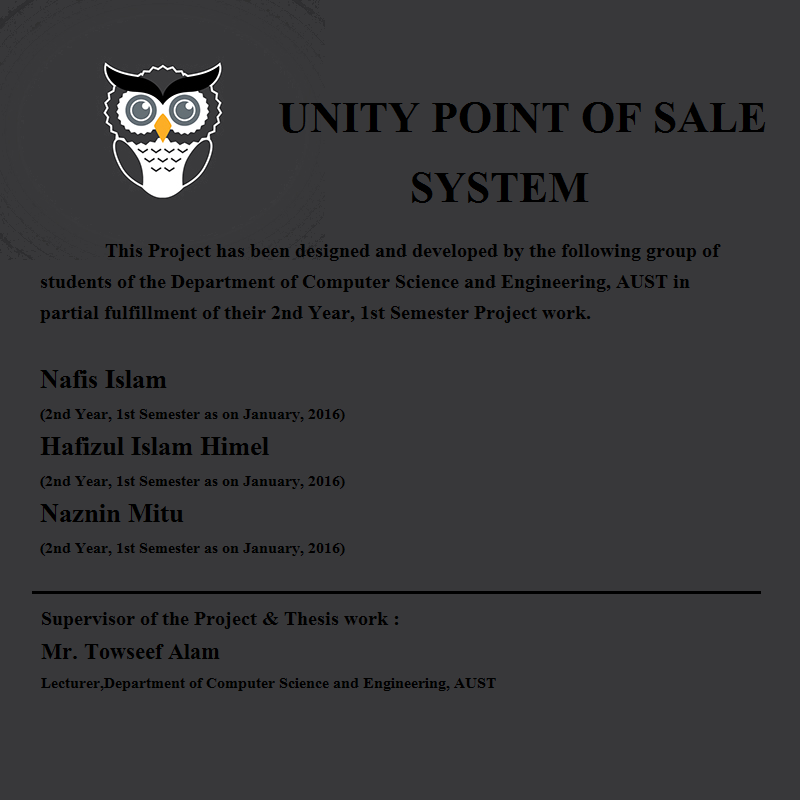 UNITY POINT OF SALE
SYSTEM
This Project has been designed and developed by the following group of
students of the Department of Computer Science and Engineering, AUST in
partial fulfillment of their 2nd Year, 1st Semester Project work.
Nafis Islam
(2nd Year, 1st Semester as on January, 2016)
Hafizul Islam Himel
(2nd Year, 1st Semester as on January, 2016)
Naznin Mitu
(2nd Year, 1st Semester as on January, 2016)
Supervisor of the Project & Thesis work :
Mr. Towseef Alam
Lecturer,Department of Computer Science and Engineering, AUST